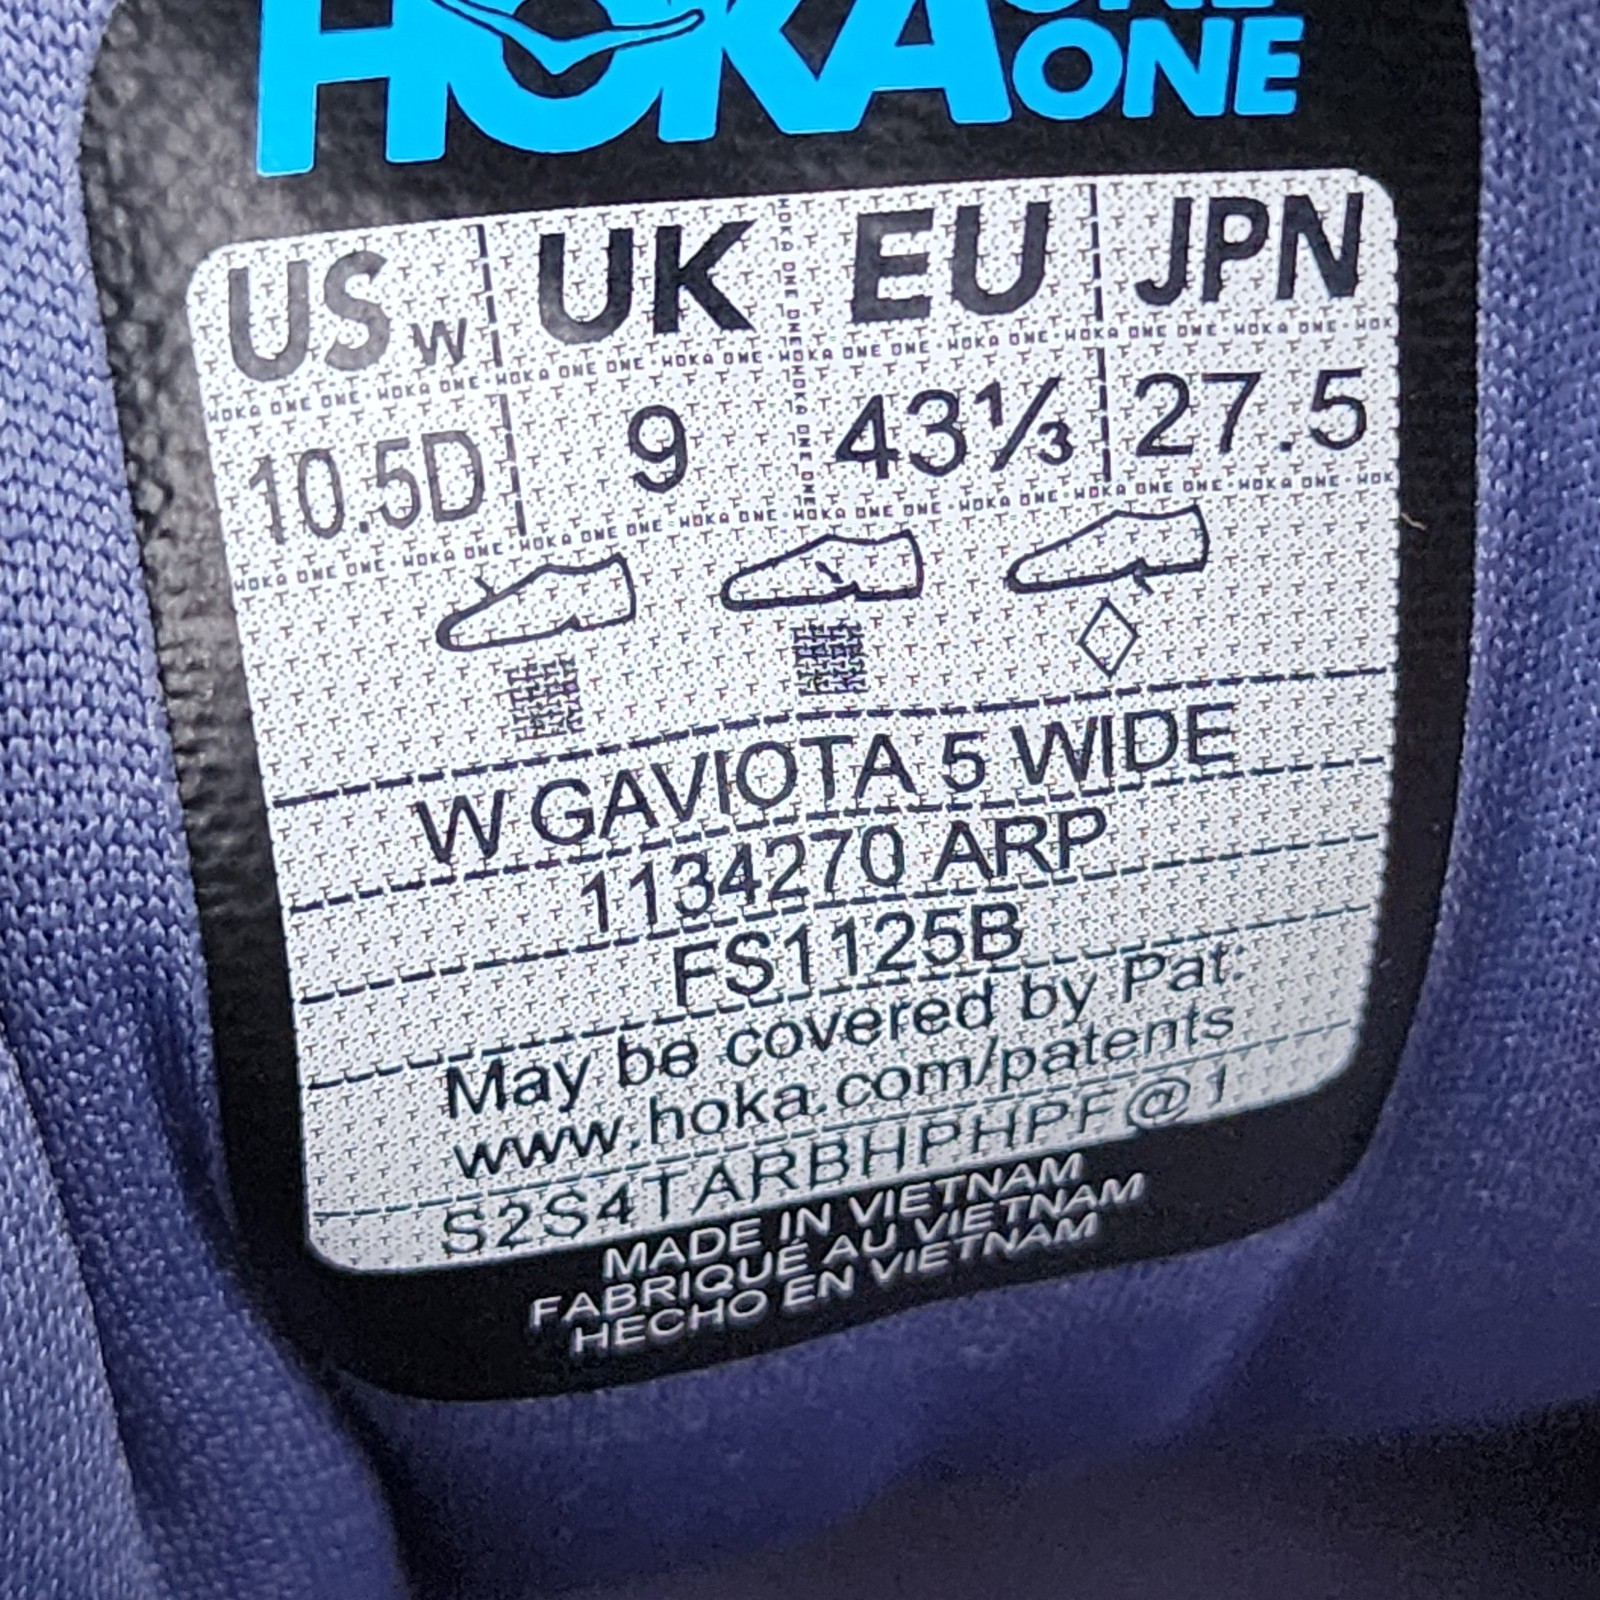 HOKA ONE
ONE
US W UK EU JPN
10.5D 9 43⅓ 27.5
W GAVIOTA 5 WIDE
1134270 ARP
FS1125B
May be covered by Pat:
www.hoka.com/patents
S2S4TARBHPHPF@1
MADE IN VIETNAM
FABRIQUÉ AU VIETNAM
HECHO EN VIETNAM